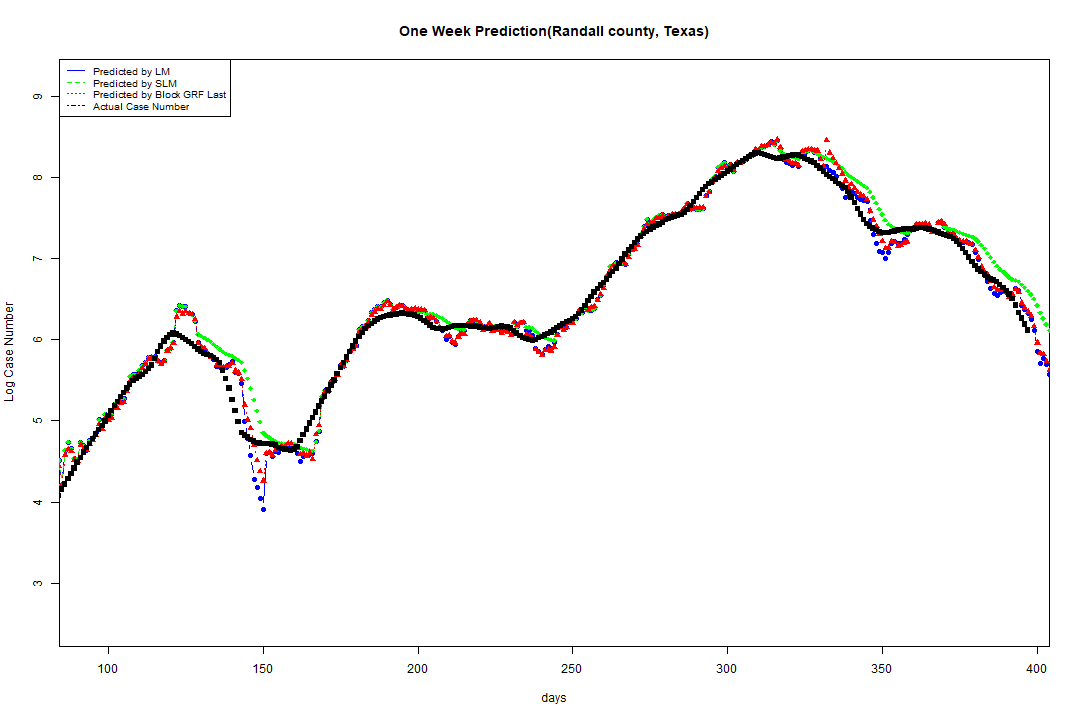 One Week Prediction(Randall county, Texas)
Predicted by LM
Predicted by SLM
Predicted by Block GRF Last
Actual Case Number
9
8
7
6
5
4
3
Log Case Number
100 150 200 250 300 350 400
days